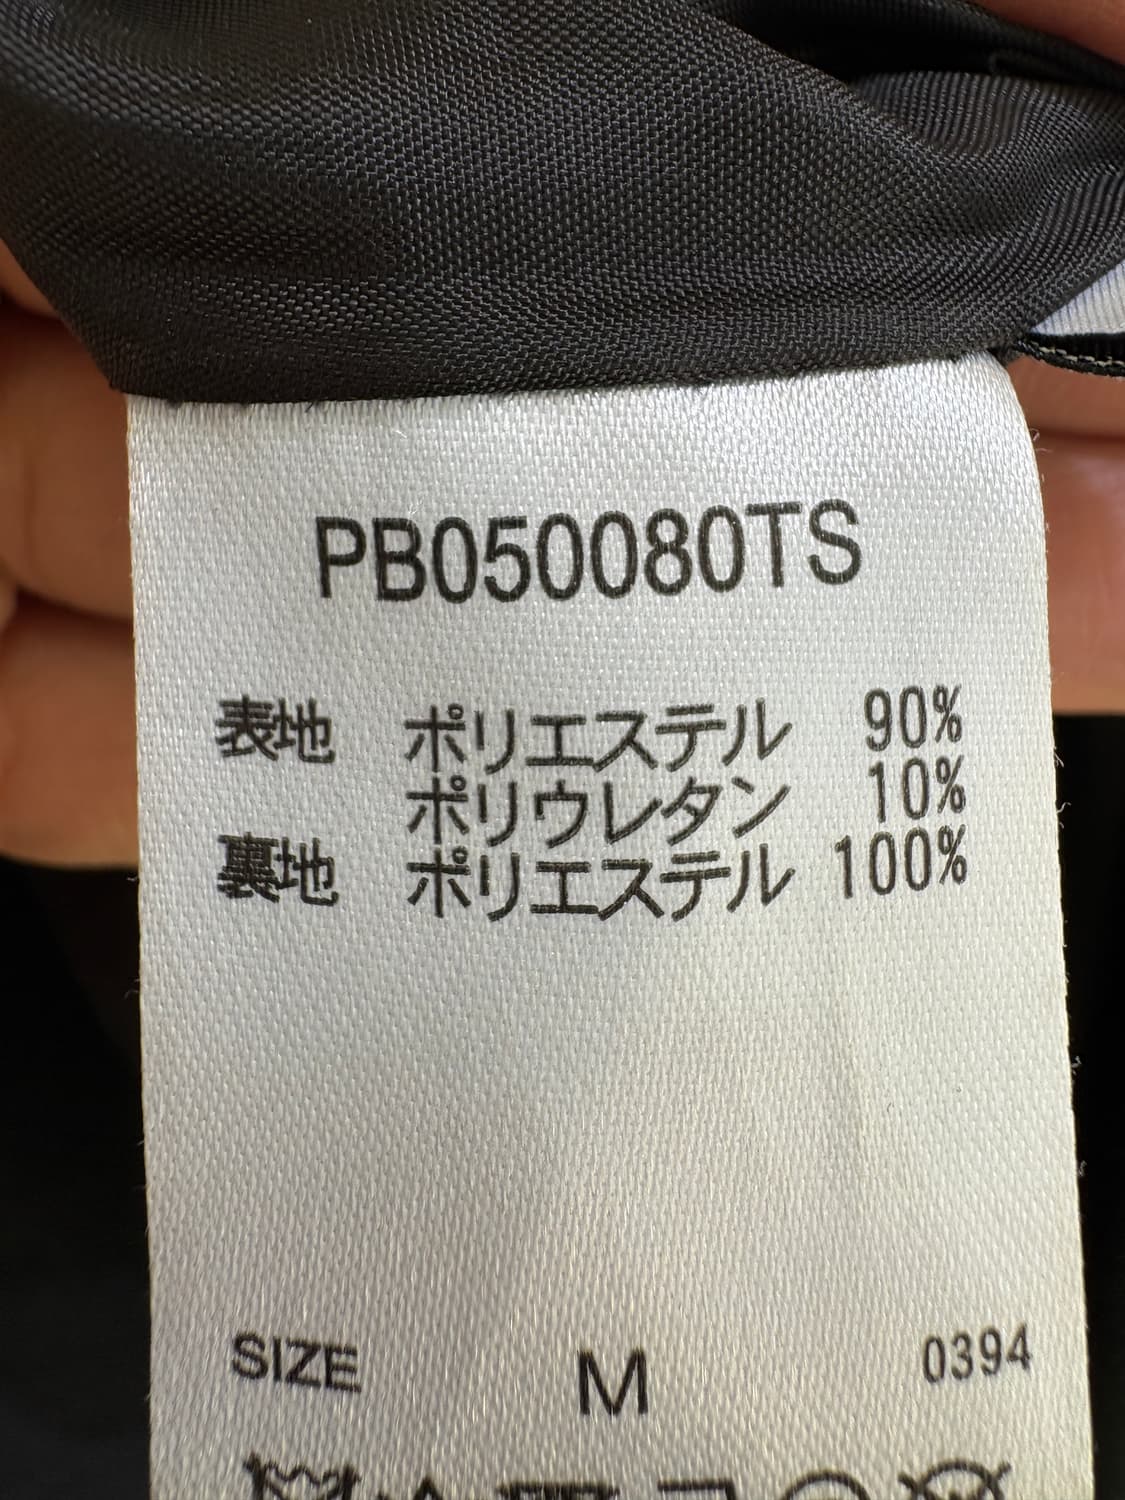 PB050080TS
表地 ポリエステル 90%
ポリウレタン 10%
裏地 ポリエステル 100%
SIZE M 0394